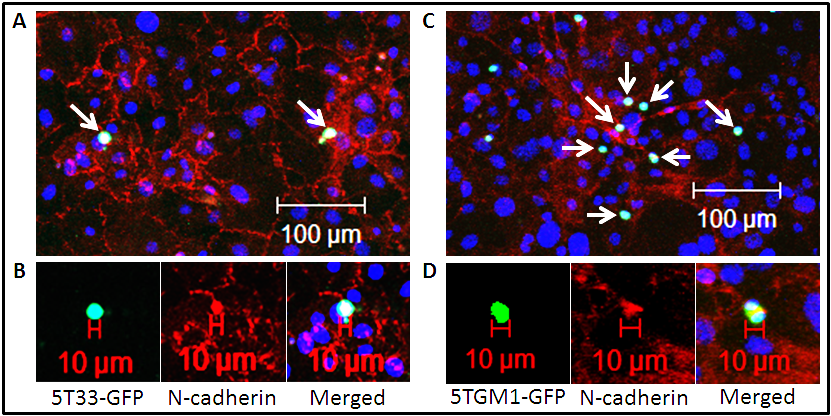 A
C
100 µm
100 µm
B
D
10 µm
10 µm
10 µm
10 µm
10 µm
10 µm
5T33-GFP N-cadherin Merged
5TGM1-GFP N-cadherin Merged